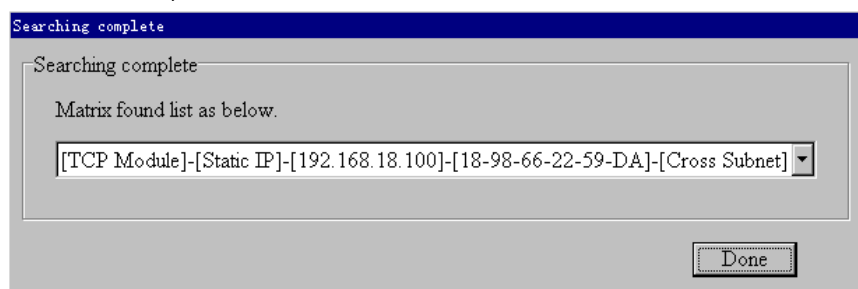 Searching complete
Searching complete
Matrix found list as below.
[TCP Module]-[Static IP]-[192.168.18.100]-[18-98-66-22-59-DA]-[Cross Subnet]
Done